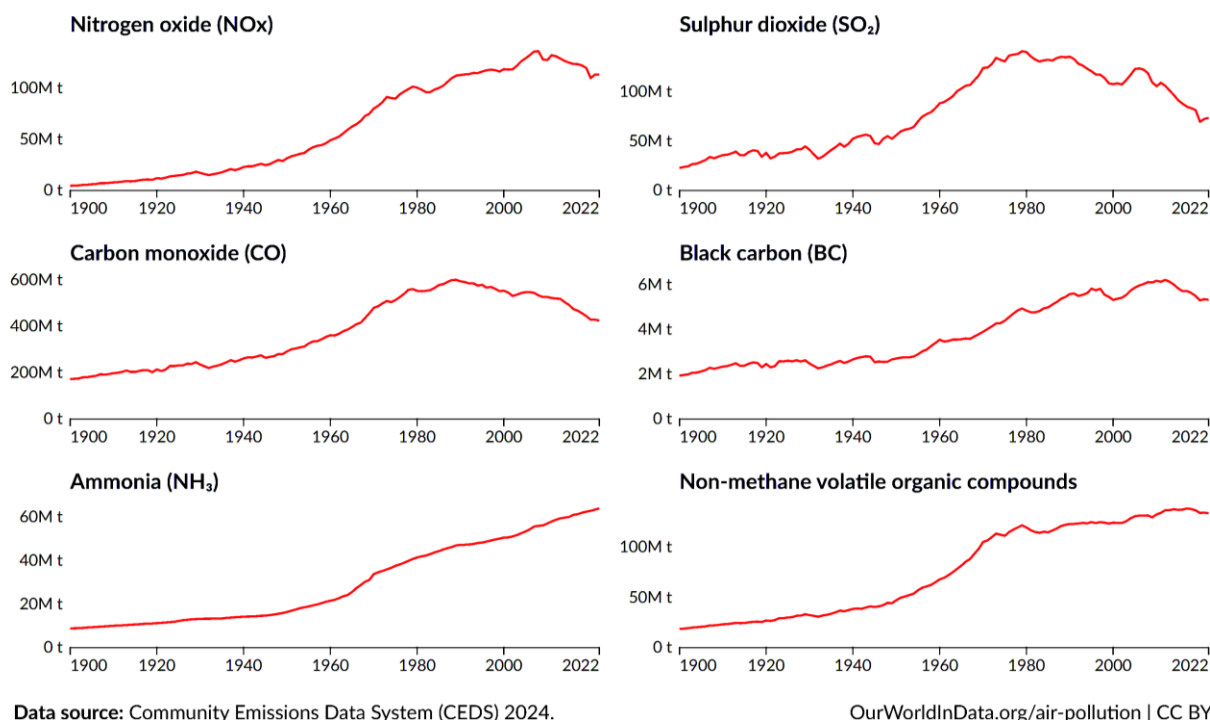 Nitrogen oxide (NOx)
100M t
50M t
0 t
1900 1920 1940 1960 1980 2000 2022
Sulphur dioxide (SO₂)
100M t
50M t
0 t
1900 1920 1940 1960 1980 2000 2022
Carbon monoxide (CO)
600M t
400M t
200M t
0 t
1900 1920 1940 1960 1980 2000 2022
Black carbon (BC)
6M t
4M t
2M t
0 t
1900 1920 1940 1960 1980 2000 2022
Ammonia (NH₃)
60M t
40M t
20M t
0 t
1900 1920 1940 1960 1980 2000 2022
Non-methane volatile organic compounds
100M t
50M t
0 t
1900 1920 1940 1960 1980 2000 2022
Data source: Community Emissions Data System (CEDS) 2024.
OurWorldInData.org/air-pollution | CC BY